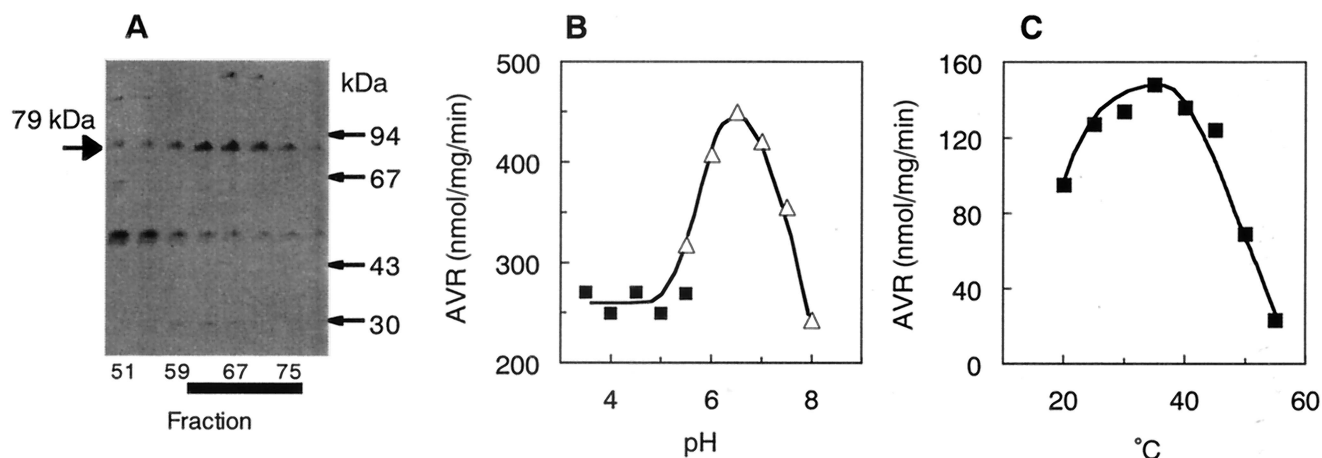 A
kDa
79 kDa
94
67
43
30
51 59 67 75
Fraction
B
AVR (nmol/mg/min)
500
400
300
200
4 6 8
pH
C
AVR (nmol/mg/min)
160
120
80
40
0
20 40 60
°C